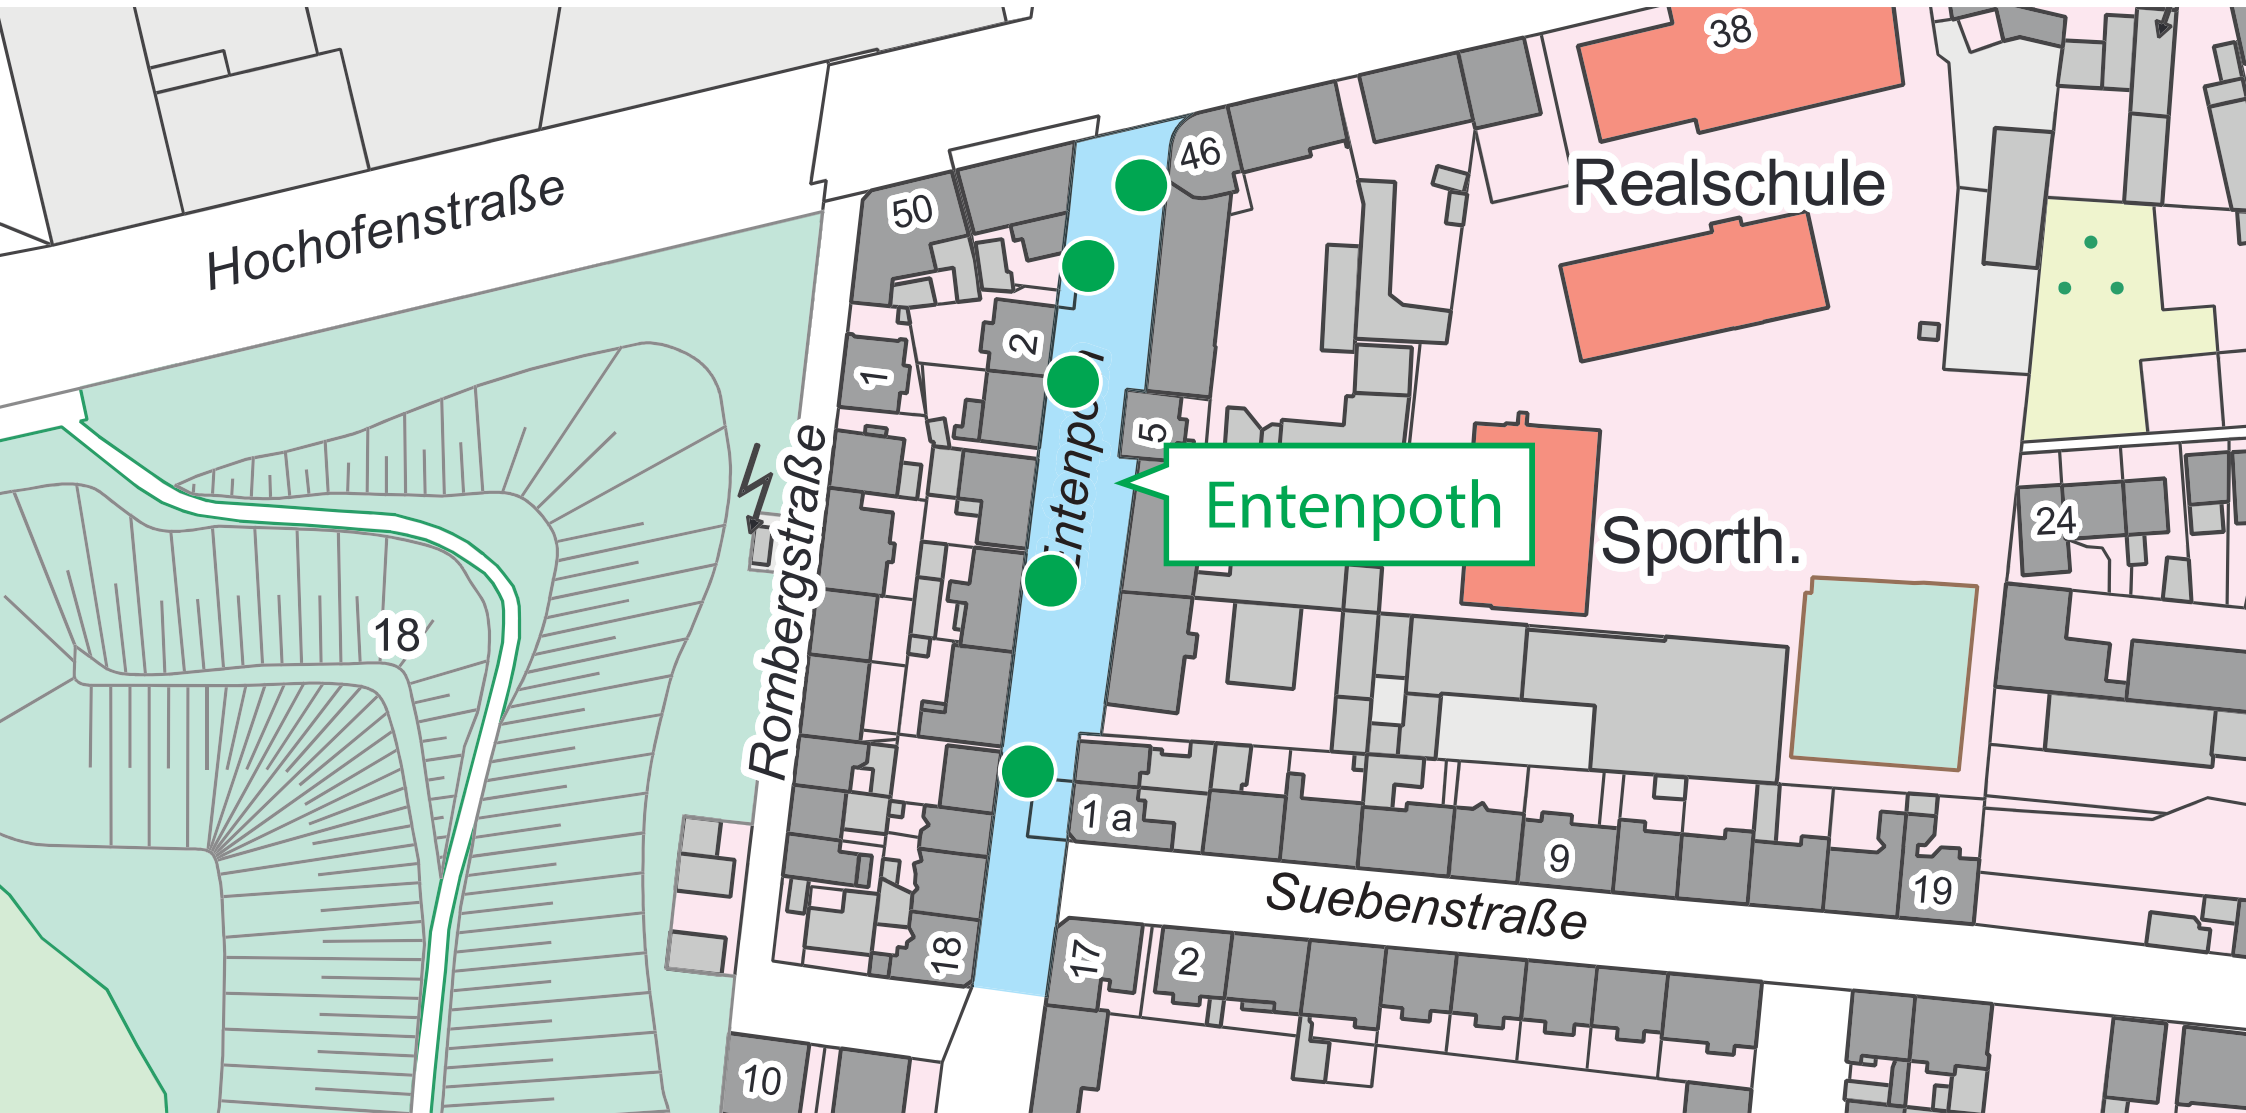 38
46
Realschule
50
Hochofenstraße
2
1
5
Entenpoth
Entenpoth
Rombergstraße
24
Sporth.
18
1 a
9
19
Suebenstraße
18
17
2
10